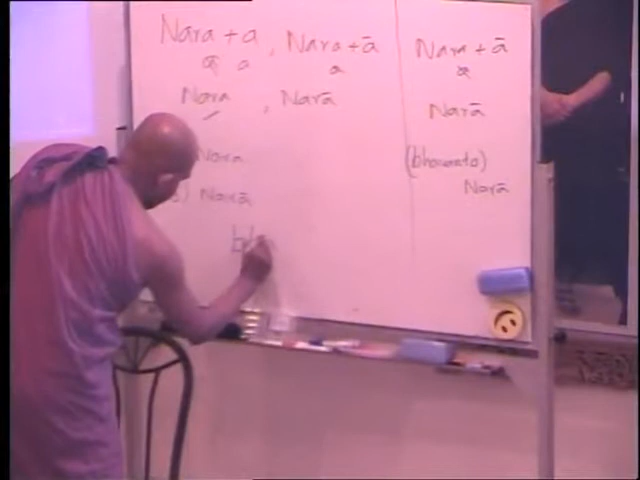 Nara + a , Nara + ā Nara + ā
a a a a
Nara , Narā Narā
Nara (bhavanto)
Narā Narā